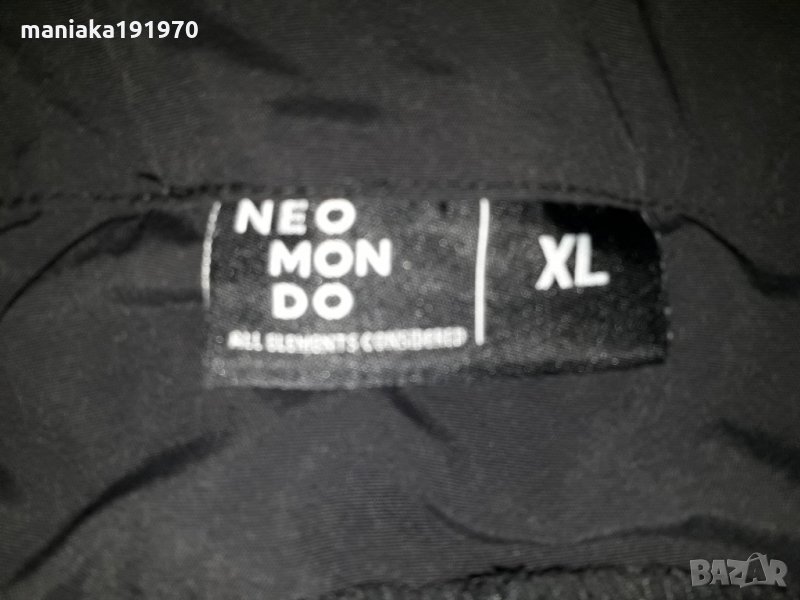 maniaka191970
NEO
MON
DO
ALL ELEMENTS CONSIDERED
XL
BAZAR